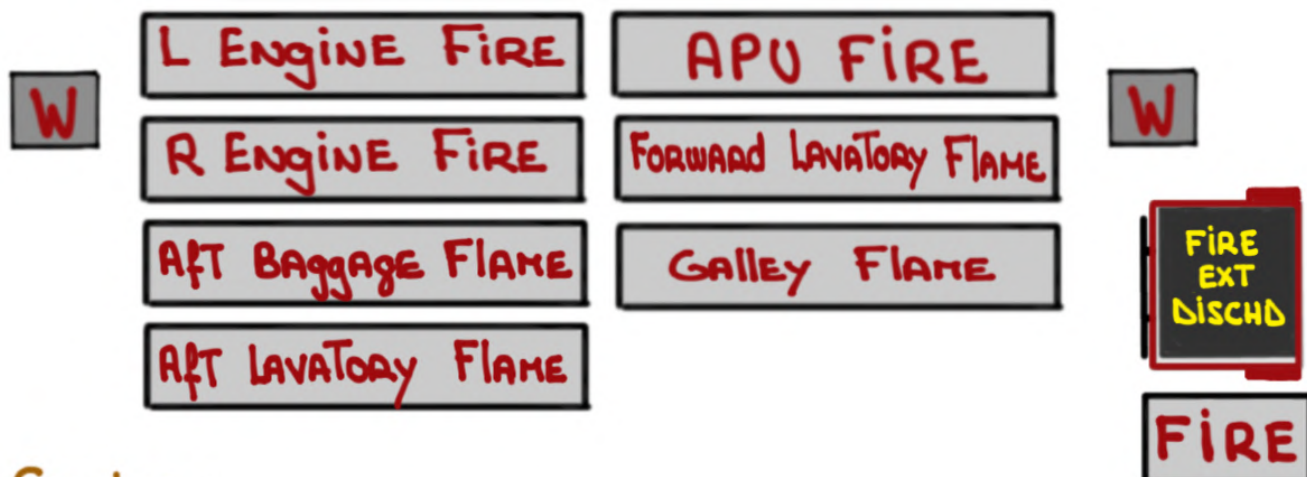 W
L ENGINE FIRE
APU FIRE
W
R ENGINE FIRE
FORWARD LAVATORY FLAME
AFT BAGGAGE FLAME
GALLEY FLAME
FIRE
EXT
DISCHD
AFT LAVATORY FLAME
FIRE